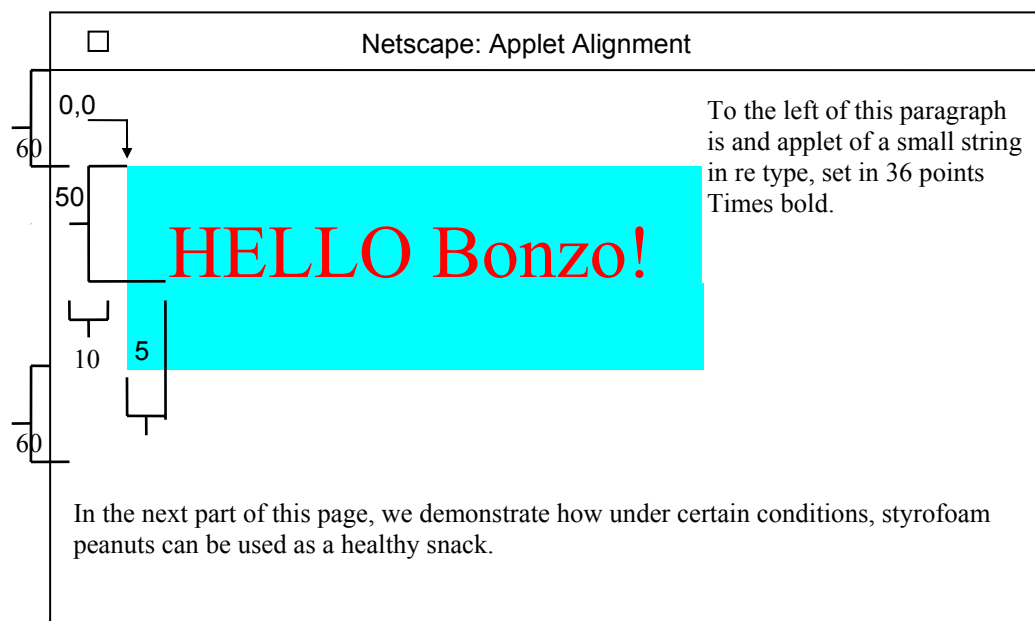 Netscape: Applet Alignment
0,0
To the left of this paragraph
is and applet of a small string
in re type, set in 36 points
Times bold.
60
50
HELLO Bonzo!
10
5
60
In the next part of this page, we demonstrate how under certain conditions, styrofoam
peanuts can be used as a healthy snack.